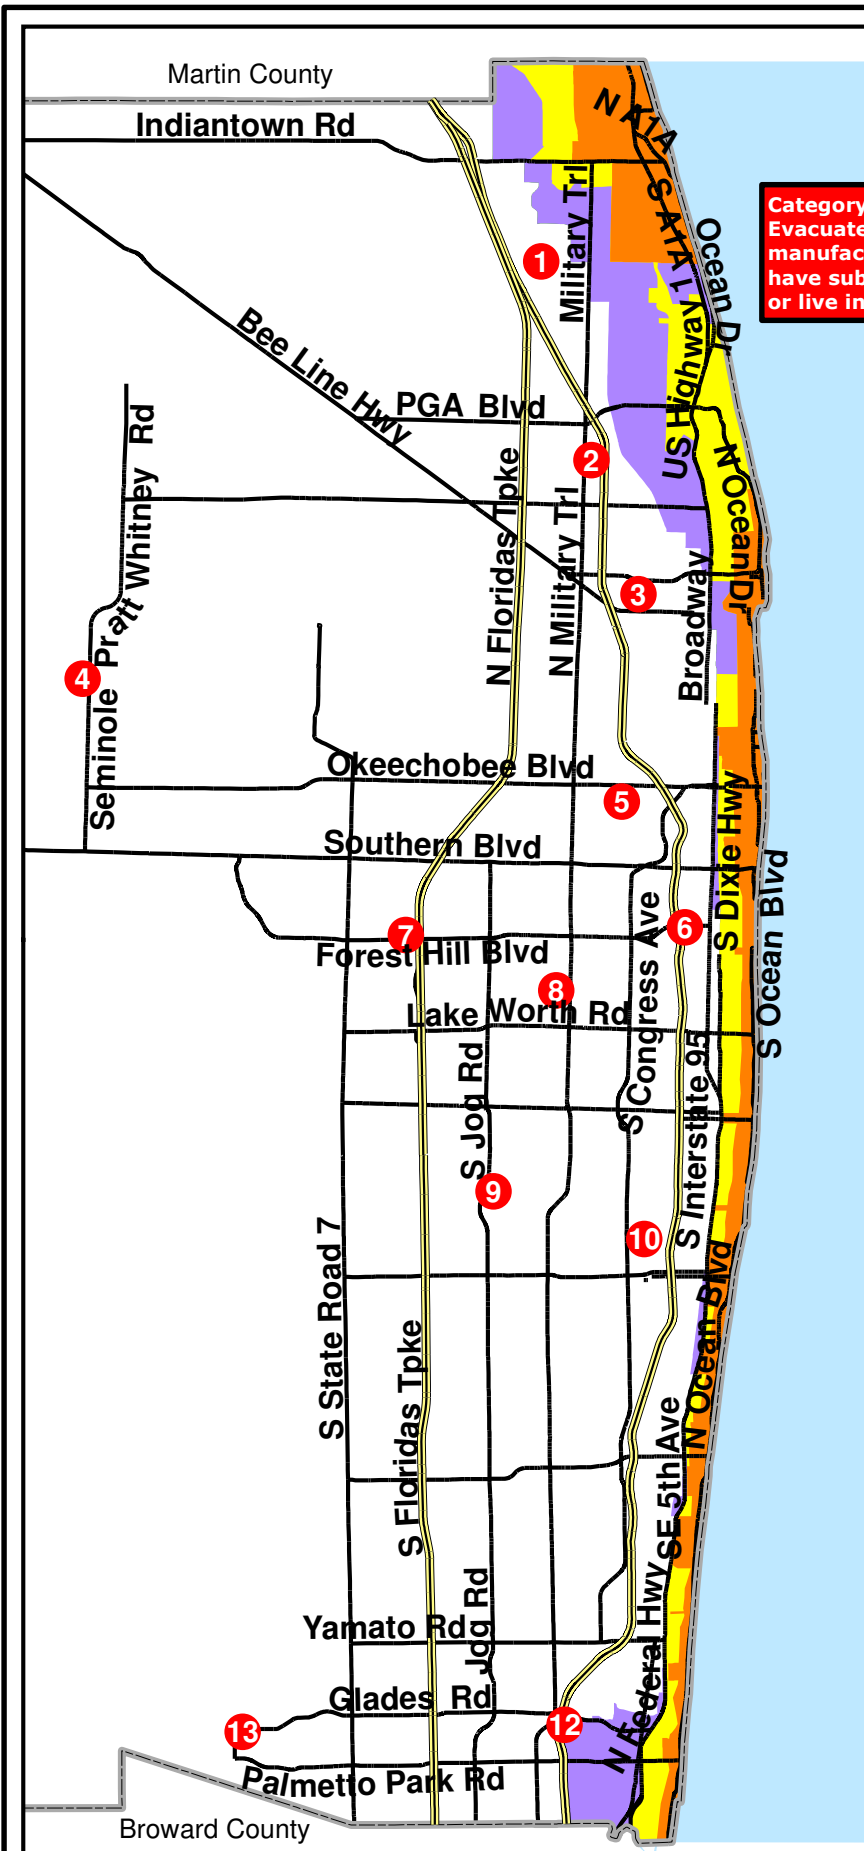 Martin County
Indiantown Rd
N A1A
S A1A
Military Trl
Ocean Dr
Category
Evacuate
manufac
have sub
or live in
1
Bee Line Hwy
US Highway 1
PGA Blvd
Seminole Pratt Whitney Rd
2
N Floridas Tpke
N Military Trl
N Ocean Dr
3
Broadway
4
Okeechobee Blvd
5
S Dixie Hwy
Southern Blvd
S Ocean Blvd
6
7
Forest Hill Blvd
S Congress Ave
8
Lake Worth Rd
S Jog Rd
S Interstate 95
9
10
S State Road 7
N Ocean Blvd
S Floridas Tpke
SE 5th Ave
Jog Rd
N Federal Hwy
Yamato Rd
Glades Rd
12
13
Palmetto Park Rd
Broward County